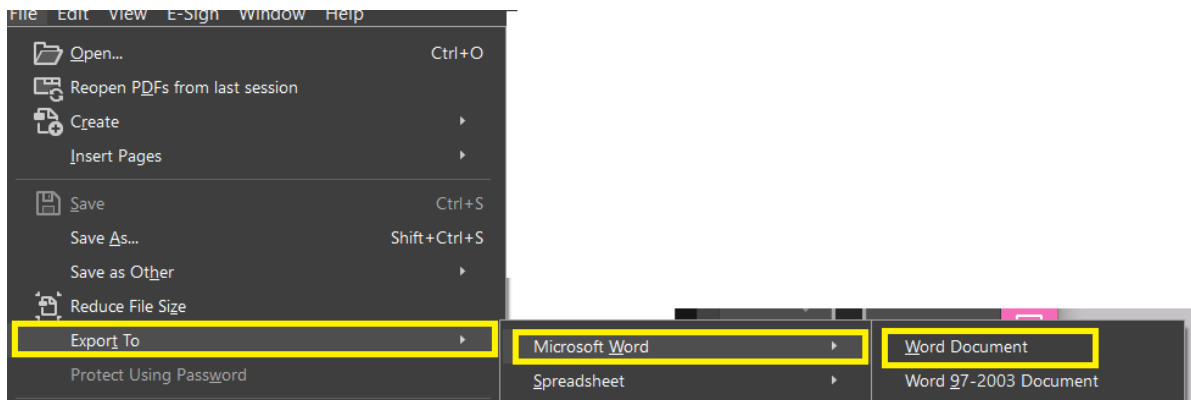 File Edit View E-Sign Window Help
Open... Ctrl+O
Reopen PDFs from last session
Create
Insert Pages
Save Ctrl+S
Save As... Shift+Ctrl+S
Save as Other
Reduce File Size
Export To
Protect Using Password
Microsoft Word
Spreadsheet
Word Document
Word 97-2003 Document